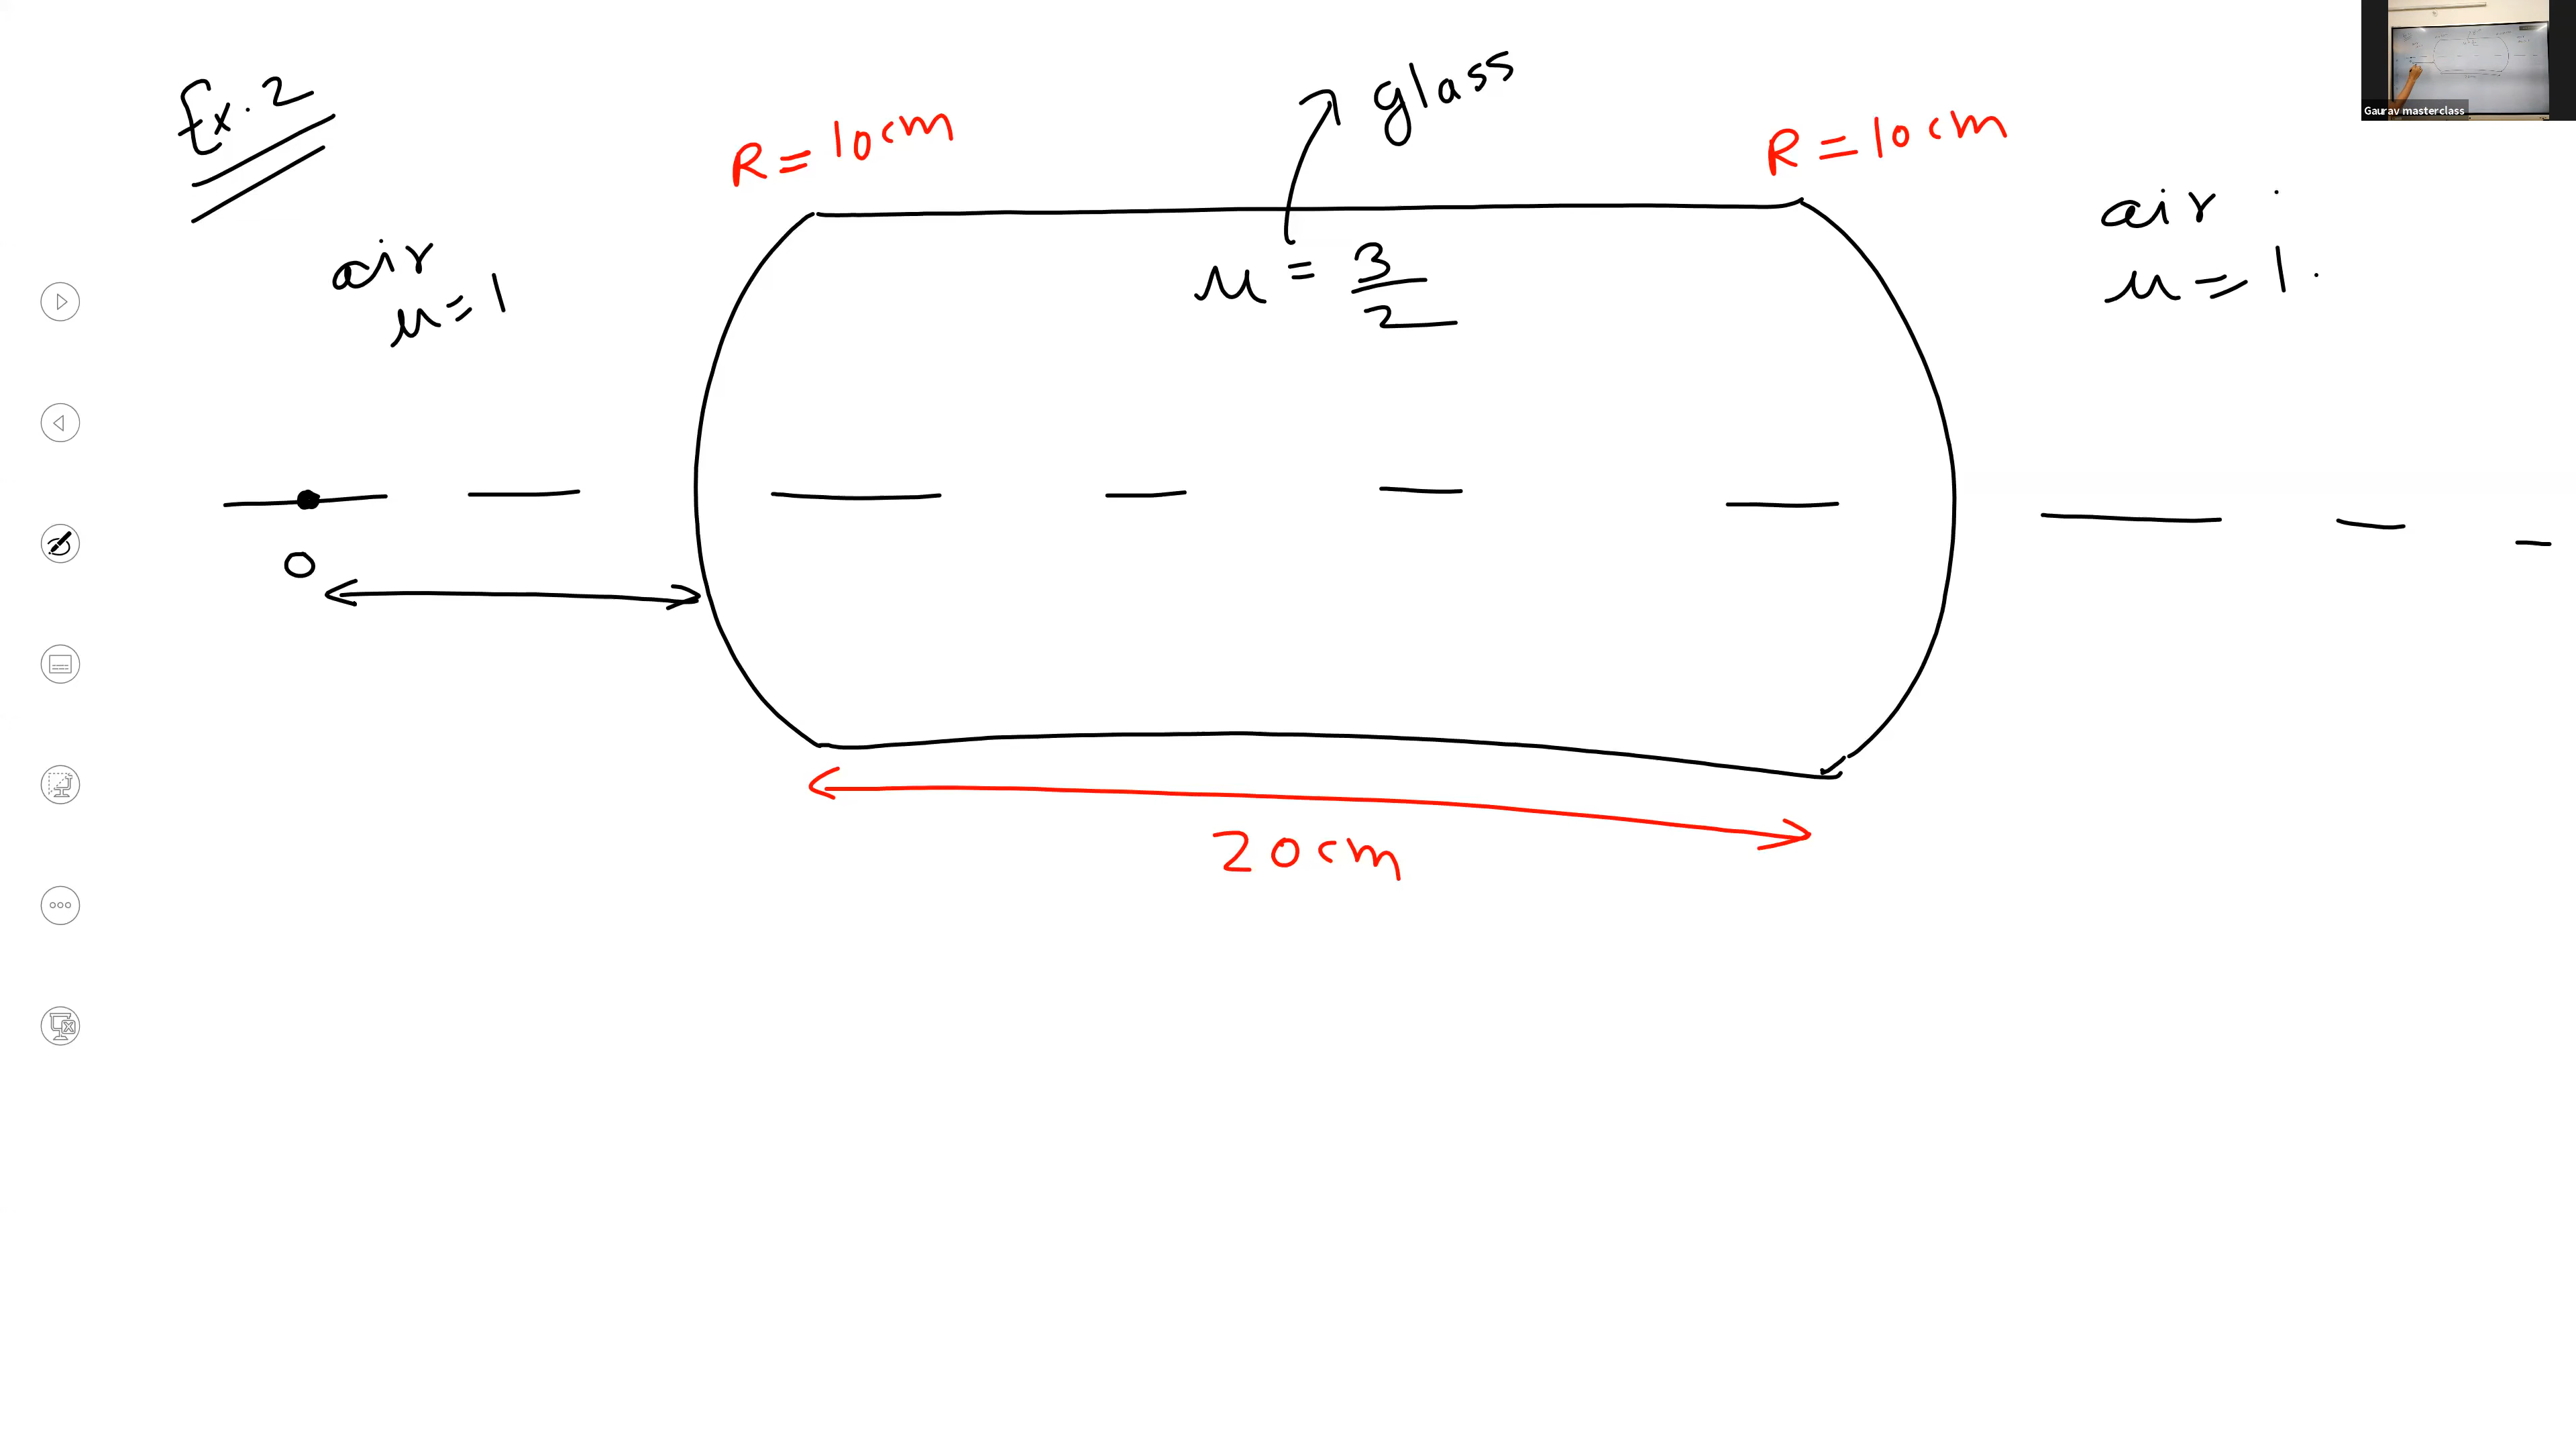 Ex. 2
R = 10cm
glass
R = 10cm
air
μ = 1
μ = 3/2
air
μ = 1
O
20cm
Gaurav masterclass